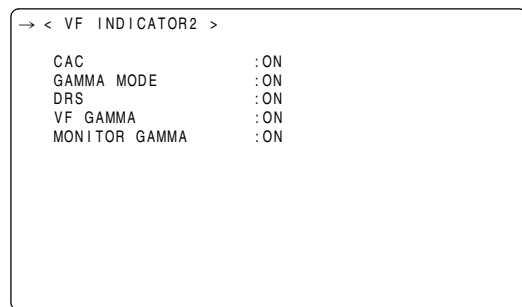 → < VF INDICATOR2 >
CAC :ON
GAMMA MODE :ON
DRS :ON
VF GAMMA :ON
MONITOR GAMMA :ON